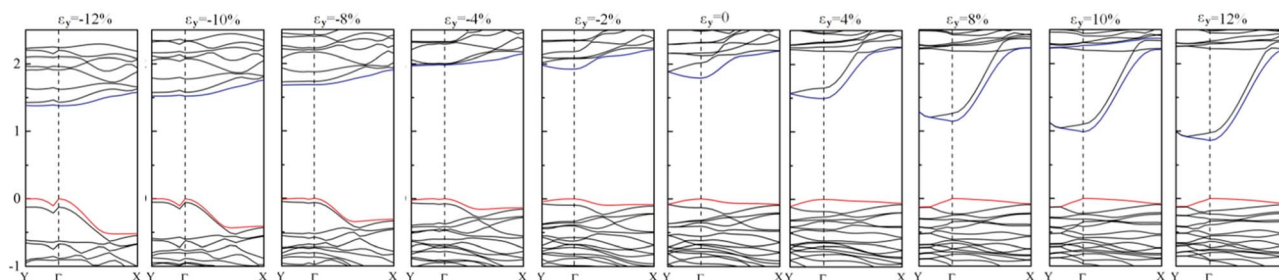 εy=-12% εy=-10% εy=-8% εy=-4% εy=-2% εy=0 εy=4% εy=8% εy=10% εy=12%
2
1
0
-1
Y Γ X Y Γ X Y Γ X Y Γ X Y Γ X Y Γ X Y Γ X Y Γ X Y Γ X Y Γ X